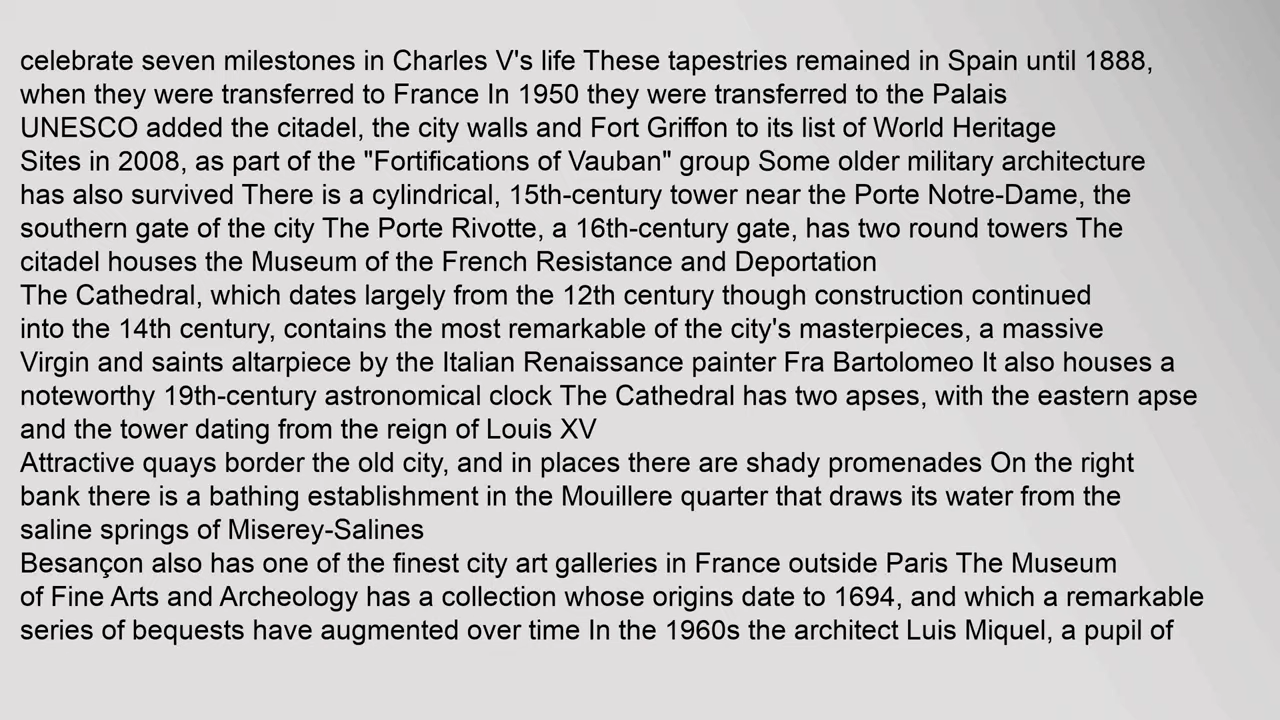 celebrate seven milestones in Charles V's life These tapestries remained in Spain until 1888,
when they were transferred to France In 1950 they were transferred to the Palais
UNESCO added the citadel, the city walls and Fort Griffon to its list of World Heritage
Sites in 2008, as part of the "Fortifications of Vauban" group Some older military architecture
has also survived There is a cylindrical, 15th-century tower near the Porte Notre-Dame, the
southern gate of the city The Porte Rivotte, a 16th-century gate, has two round towers The
citadel houses the Museum of the French Resistance and Deportation
The Cathedral, which dates largely from the 12th century though construction continued
into the 14th century, contains the most remarkable of the city's masterpieces, a massive
Virgin and saints altarpiece by the Italian Renaissance painter Fra Bartolomeo It also houses a
noteworthy 19th-century astronomical clock The Cathedral has two apses, with the eastern apse
and the tower dating from the reign of Louis XV
Attractive quays border the old city, and in places there are shady promenades On the right
bank there is a bathing establishment in the Mouillere quarter that draws its water from the
saline springs of Miserey-Salines
Besançon also has one of the finest city art galleries in France outside Paris The Museum
of Fine Arts and Archeology has a collection whose origins date to 1694, and which a remarkable
series of bequests have augmented over time In the 1960s the architect Luis Miquel, a pupil of